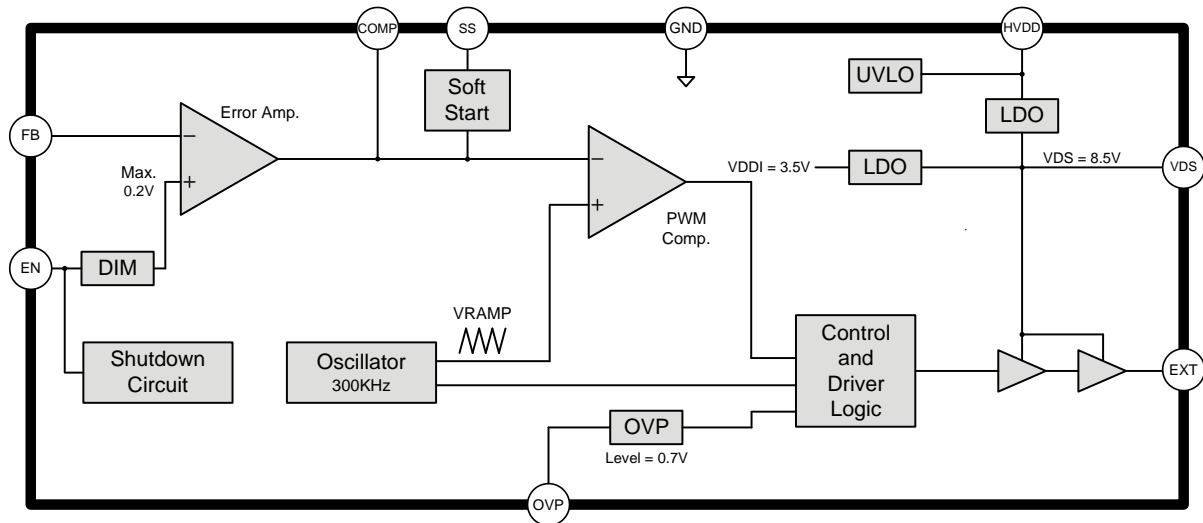 COMP
SS
GND
HVDD
Soft
Start
UVLO
LDO
Error Amp.
FB
−
Max.
0.2V
+
−
+
VDDI = 3.5V
LDO
VDS = 8.5V
VDS
PWM
Comp.
EN
DIM
VRAMP
Shutdown
Circuit
Oscillator
300KHz
Control
and
Driver
Logic
EXT
OVP
Level = 0.7V
OVP